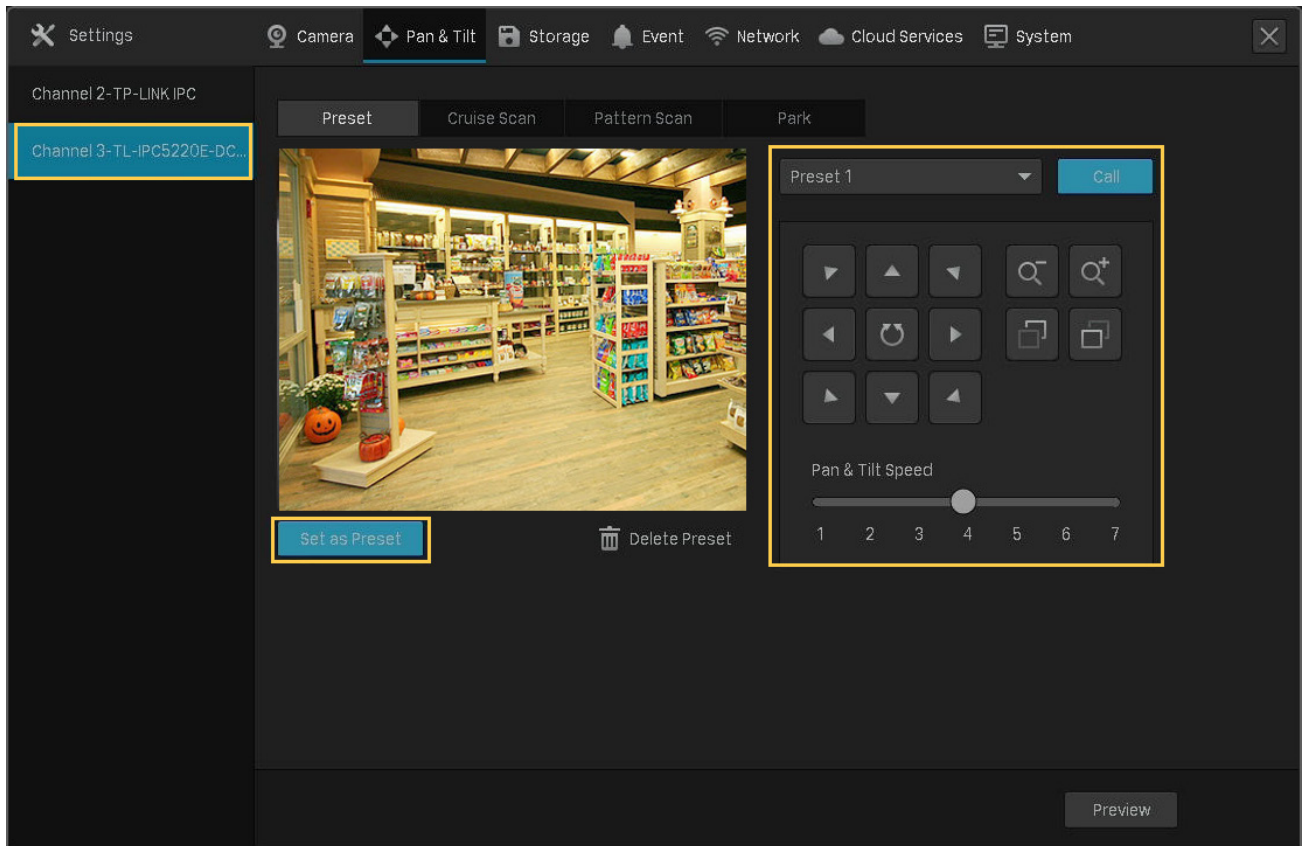 Settings
Camera
Pan & Tilt
Storage
Event
Network
Cloud Services
System
Channel 2-TP-LINK IPC
Channel 3-TL-IPC5220E-DC...
Preset
Cruise Scan
Pattern Scan
Park
Preset 1
Call
Pan & Tilt Speed
1 2 3 4 5 6 7
Set as Preset
Delete Preset
Preview